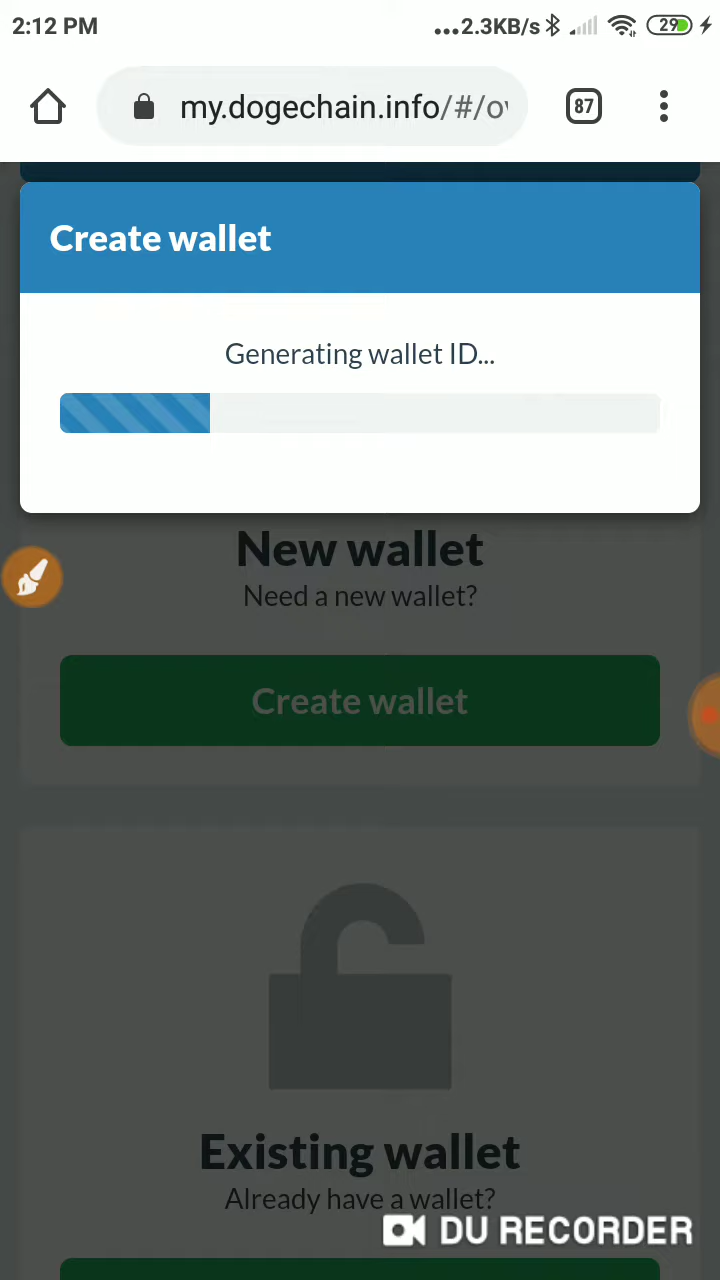 2:12 PM
...2.3KB/s
29
my.dogechain.info/#/o
87
Create wallet
Generating wallet ID...
New wallet
Need a new wallet?
Create wallet
Existing wallet
Already have a wallet?
DU RECORDER